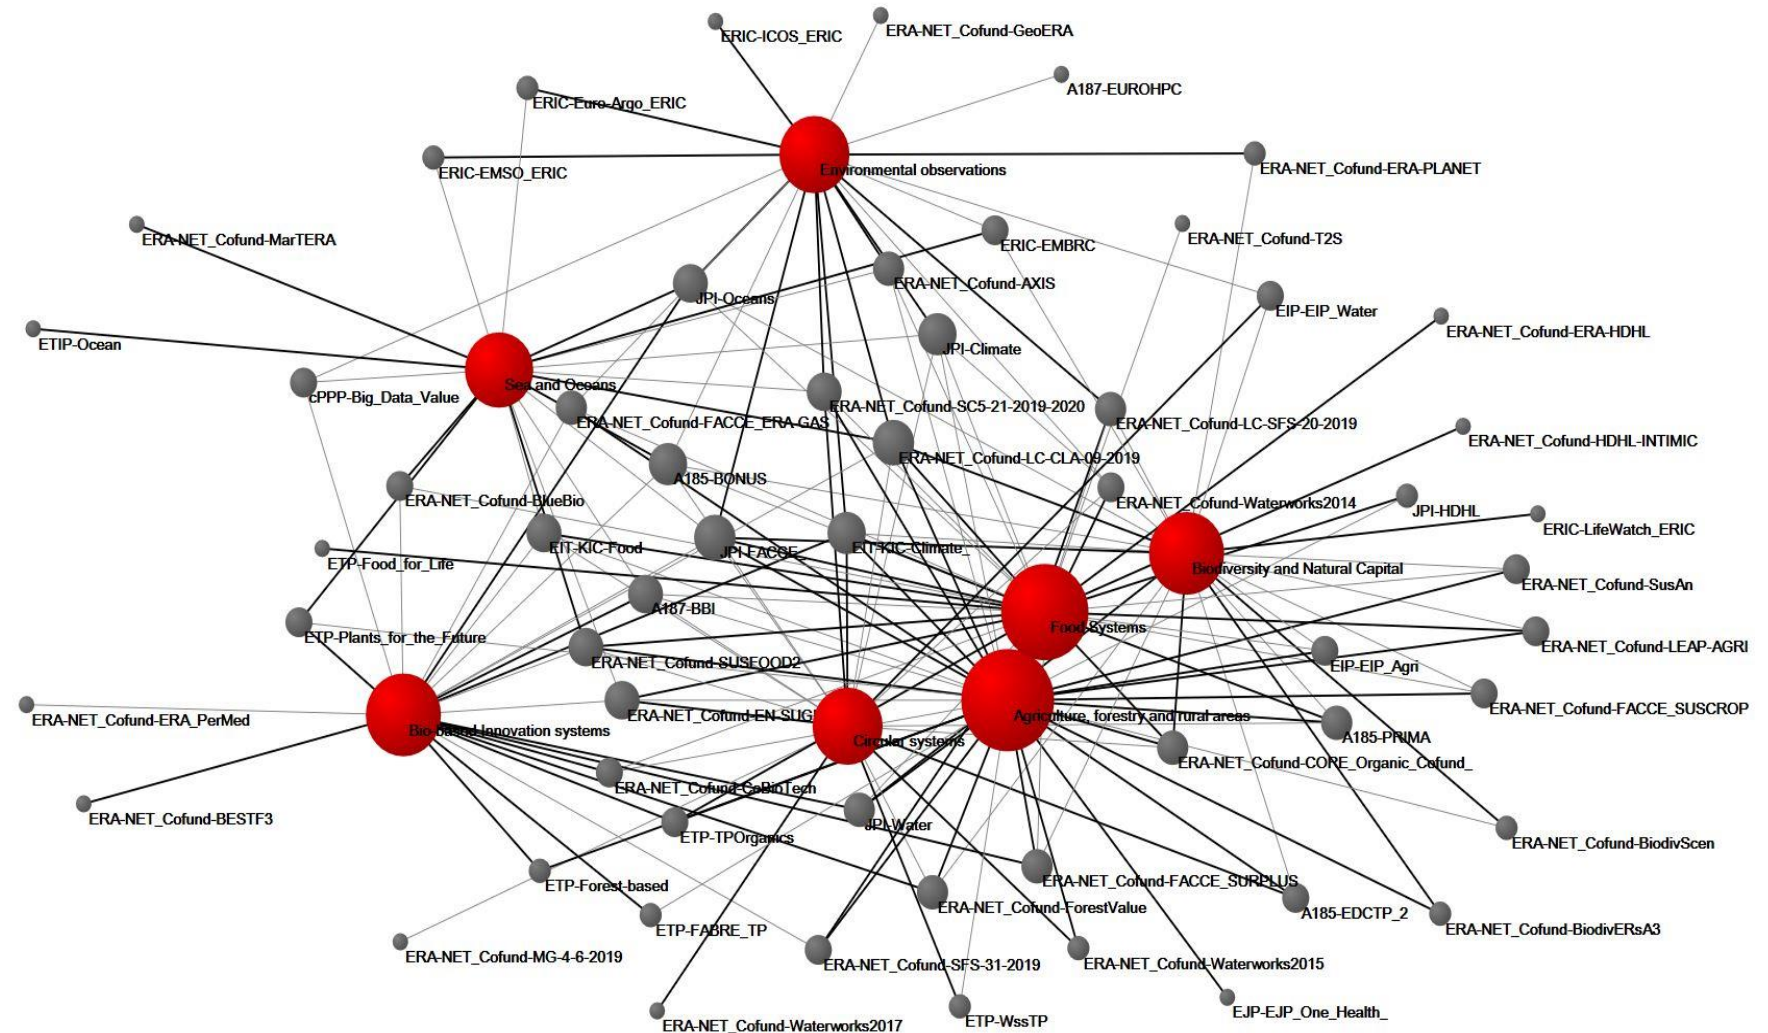 ERIC-ICOS_ERIC
ERA-NET_Cofund-GeoERA
A187-EUROHPC
ERIC-Euro-Argo_ERIC
ERIC-EMSO_ERIC
Environmental observations
ERA-NET_Cofund-ERA-PLANET
ERA-NET_Cofund-MarTERA
ERIC-EMBRC
ERA-NET_Cofund-T2S
ERA-NET_Cofund-AXIS
JPI-Oceans
EIP-EIP_Water
ERA-NET_Cofund-ERA-HDHL
ETIP-Ocean
JPI-Climate
Sea and Oceans
cPPP-Big_Data_Value
ERA-NET_Cofund-SC5-21-2019-2020
ERA-NET_Cofund-FACCE_ERA-GAS
ERA-NET_Cofund-LC-SFS-20-2019
ERA-NET_Cofund-HDHL-INTIMIC
ERA-NET_Cofund-LC-CLA-09-2019
A185-BONUS
ERA-NET_Cofund-BlueBio
ERA-NET_Cofund-Waterworks2014
JPI-HDHL
ERIC-LifeWatch_ERIC
EIT-KIC-Food
JPI-FACCE_
EIT-KIC-Climate_
ETP-Food_for_Life
Biodiversity and Natural Capital
ERA-NET_Cofund-SusAn
A187-BBI
Food Systems
ETP-Plants_for_the_Future
ERA-NET_Cofund-LEAP-AGRI
ERA-NET_Cofund-SUSFOOD2
EIP-EIP_Agri
ERA-NET_Cofund-ERA_PerMed
ERA-NET_Cofund-EN-SUG
Agriculture, forestry and rural areas
ERA-NET_Cofund-FACCE_SUSCROP
Bio-based Innovation systems
Circular systems
A185-PRIMA
ERA-NET_Cofund-CORE_Organic_Cofund_
ERA-NET_Cofund-CoBioTech
ERA-NET_Cofund-BESTF3
JPI-Water
ETP-TPOrganics
ERA-NET_Cofund-BiodivScen
ERA-NET_Cofund-FACCE_SURPLUS
ETP-Forest-based
ERA-NET_Cofund-ForestValue
A185-EDCTP_2
ETP-FABRE_TP
ERA-NET_Cofund-BiodivERsA3
ERA-NET_Cofund-MG-4-6-2019
ERA-NET_Cofund-SFS-31-2019
ERA-NET_Cofund-Waterworks2015
EJP-EJP_One_Health_
ETP-WssTP
ERA-NET_Cofund-Waterworks2017